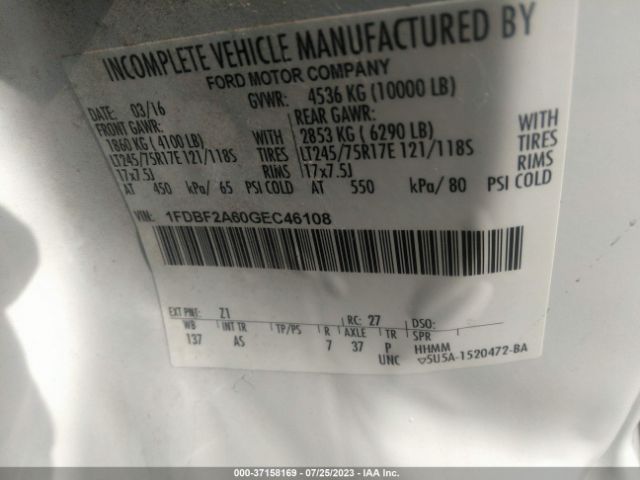 INCOMPLETE VEHICLE MANUFACTURED BY
FORD MOTOR COMPANY
DATE: 03/16 GVWR: 4536 KG (10000 LB)
FRONT GAWR: REAR GAWR:
1860 KG ( 4100 LB) WITH 2853 KG ( 6290 LB) WITH
LT245/75R17E 121/118S TIRES LT245/75R17E 121/118S TIRES
17x7.5J RIMS 17x7.5J RIMS
AT 450 kPa/ 65 PSI COLD AT 550 kPa/ 80 PSI COLD
VIN: 1FDBF2A60GEC46108
EXT PNT: Z1 RC: 27 DSO:
WB INT TR TP/PS R AXLE TR SPR
137 AS 7 37 P HHMM
UNC ▽5U5A-1520472-BA
000-37158169 - 07/25/2023 - IAA Inc.